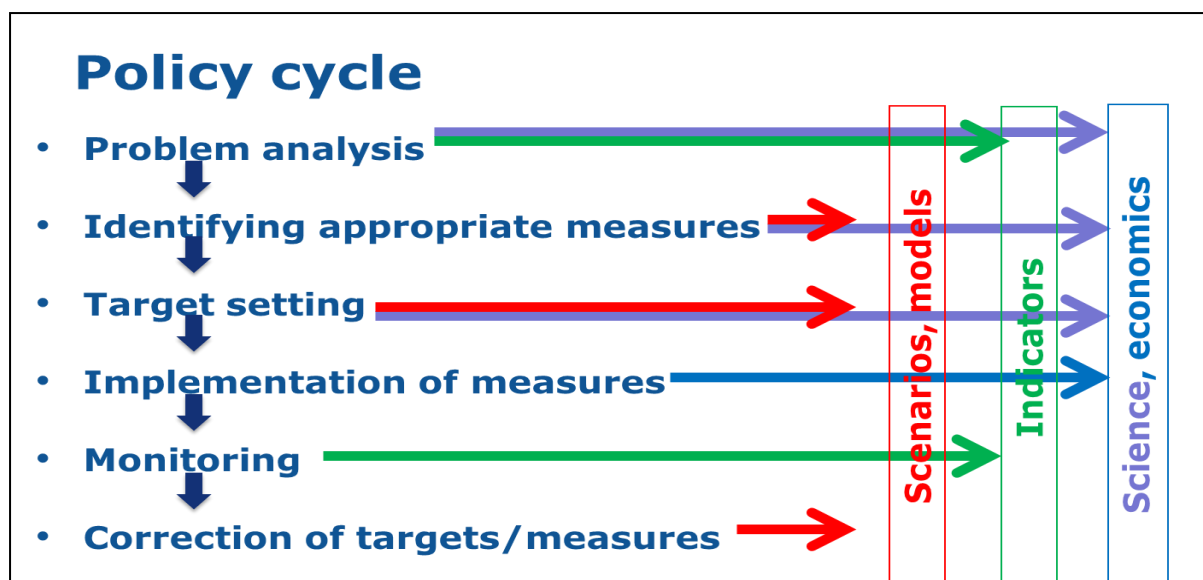 Policy cycle
• Problem analysis
• Identifying appropriate measures
• Target setting
• Implementation of measures
• Monitoring
• Correction of targets/measures
Scenarios, models
Indicators
Science, economics